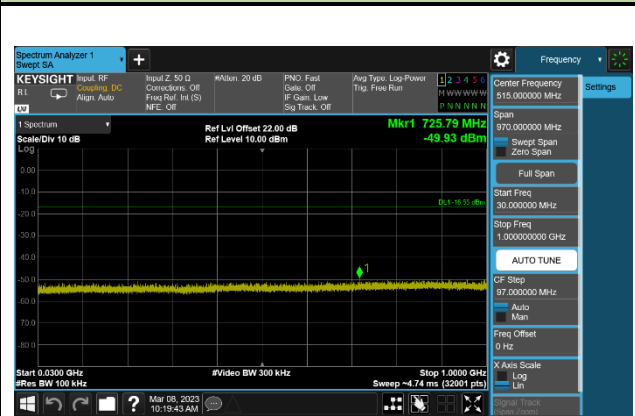 Spectrum Analyzer 1
Swept SA
Frequency
KEYSIGHT
Input: RF
Coupling: DC
Align: Auto
Input Z: 50 Ω
Corrections: Off
Freq Ref: Int (S)
NFE: Off
#Atten: 20 dB
PNO: Fast
Gate: Off
IF Gain: Low
Sig Track: Off
Avg Type: Log-Power
Trig: Free Run
1 2 3 4 5 6
M W W W W W
P N N N N N
Center Frequency
515.000000 MHz
Settings
Span
970.000000 MHz
Swept Span
Zero Span
Full Span
Start Freq
30.000000 MHz
Stop Freq
1.000000000 GHz
AUTO TUNE
CF Step
97.000000 MHz
Auto
Man
Freq Offset
0 Hz
X Axis Scale
Log
Lin
Signal Track
(Span Zoom)
1 Spectrum
Scale/Div 10 dB
Ref Lvl Offset 22.00 dB
Ref Level 10.00 dBm
Mkr1 725.79 MHz
-49.93 dBm
Log
0.00
-10.0
DL1 -16.55 dBm
-20.0
-30.0
-40.0
1
-50.0
-60.0
-70.0
-80.0
Start 0.0300 GHz
#Res BW 100 kHz
#Video BW 300 kHz
Stop 1.0000 GHz
Sweep ~4.74 ms (32001 pts)
Mar 08, 2023
10:19:43 AM